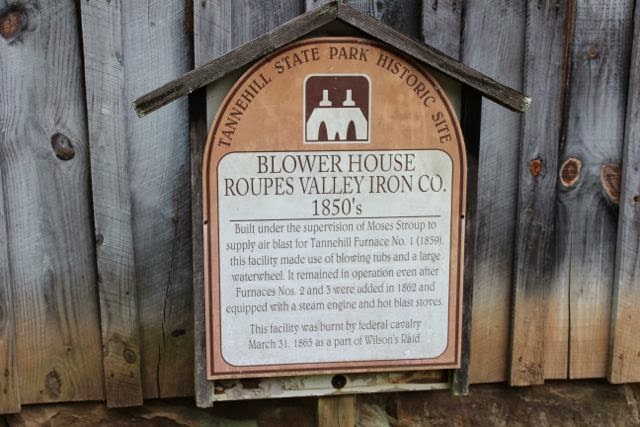 TANNEHILL STATE PARK HISTORIC SITE
BLOWER HOUSE
ROUPES VALLEY IRON CO.
1850's
Built under the supervision of Moses Stroup to
supply air blast for Tannehill Furnace No. 1 (1859),
this facility made use of blowing tubs and a large
waterwheel. It remained in operation even after
Furnaces Nos. 2 and 3 were added in 1862 and
equipped with a steam engine and hot blast stoves.
This facility was burnt by federal cavalry
March 31, 1865 as a part of Wilson's Raid.